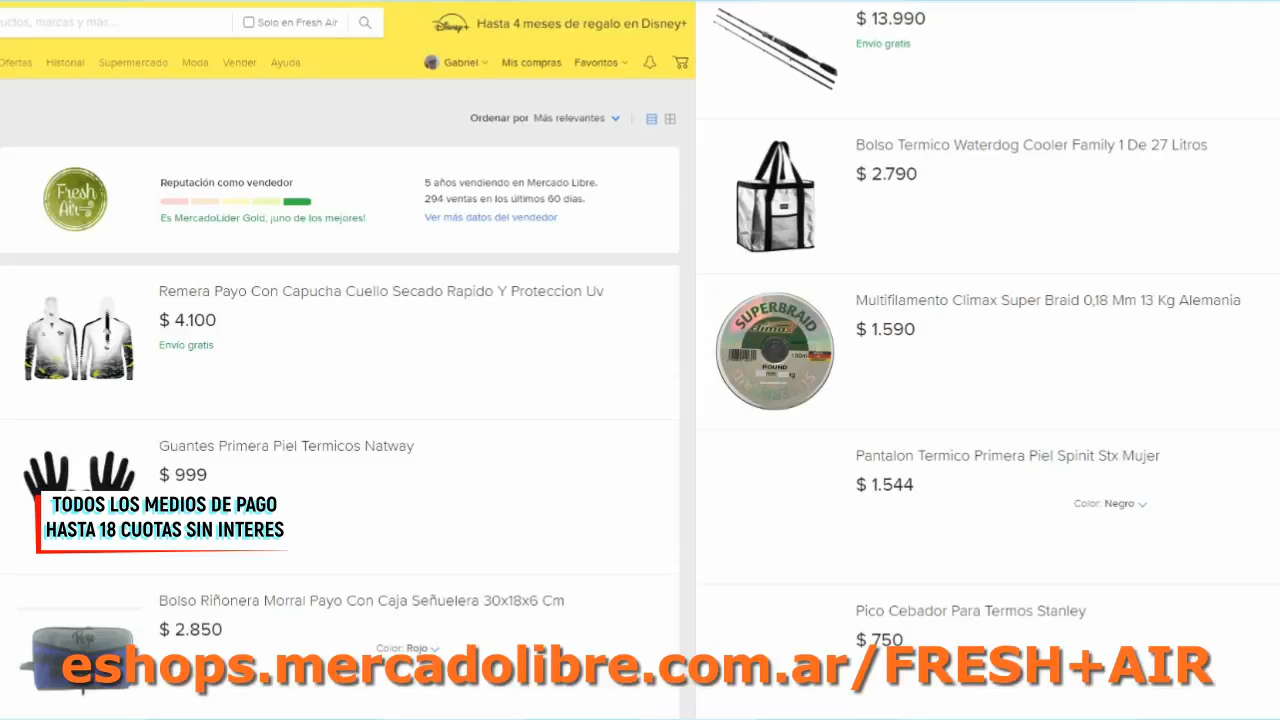 ductos, marcas y más...
Solo en Fresh Air
Disney+
Hasta 4 meses de regalo en Disney+
Ofertas
Historial
Supermercado
Moda
Vender
Ayuda
Gabriel
Mis compras
Favoritos
Ordenar por Más relevantes
Fresh
Air
Reputación como vendedor
Es MercadoLíder Gold, ¡uno de los mejores!
5 años vendiendo en Mercado Libre.
294 ventas en los últimos 60 días.
Ver más datos del vendedor
Remera Payo Con Capucha Cuello Secado Rapido Y Proteccion Uv
$ 4.100
Envío gratis
Guantes Primera Piel Termicos Natway
$ 999
TODOS LOS MEDIOS DE PAGO
HASTA 18 CUOTAS SIN INTERES
Bolso Riñonera Morral Payo Con Caja Señuelera 30x18x6 Cm
$ 2.850
Color: Rojo
Payo
$ 13.990
Envío gratis
Bolso Termico Waterdog Cooler Family 1 De 27 Litros
$ 2.790
Multifilamento Climax Super Braid 0,18 Mm 13 Kg Alemania
$ 1.590
SUPERBRAID
climax
100m
ROUND
SUPERBRAID
Pantalon Termico Primera Piel Spinit Stx Mujer
$ 1.544
Color: Negro
Pico Cebador Para Termos Stanley
$ 750
eshops.mercadolibre.com.ar/FRESH+AIR